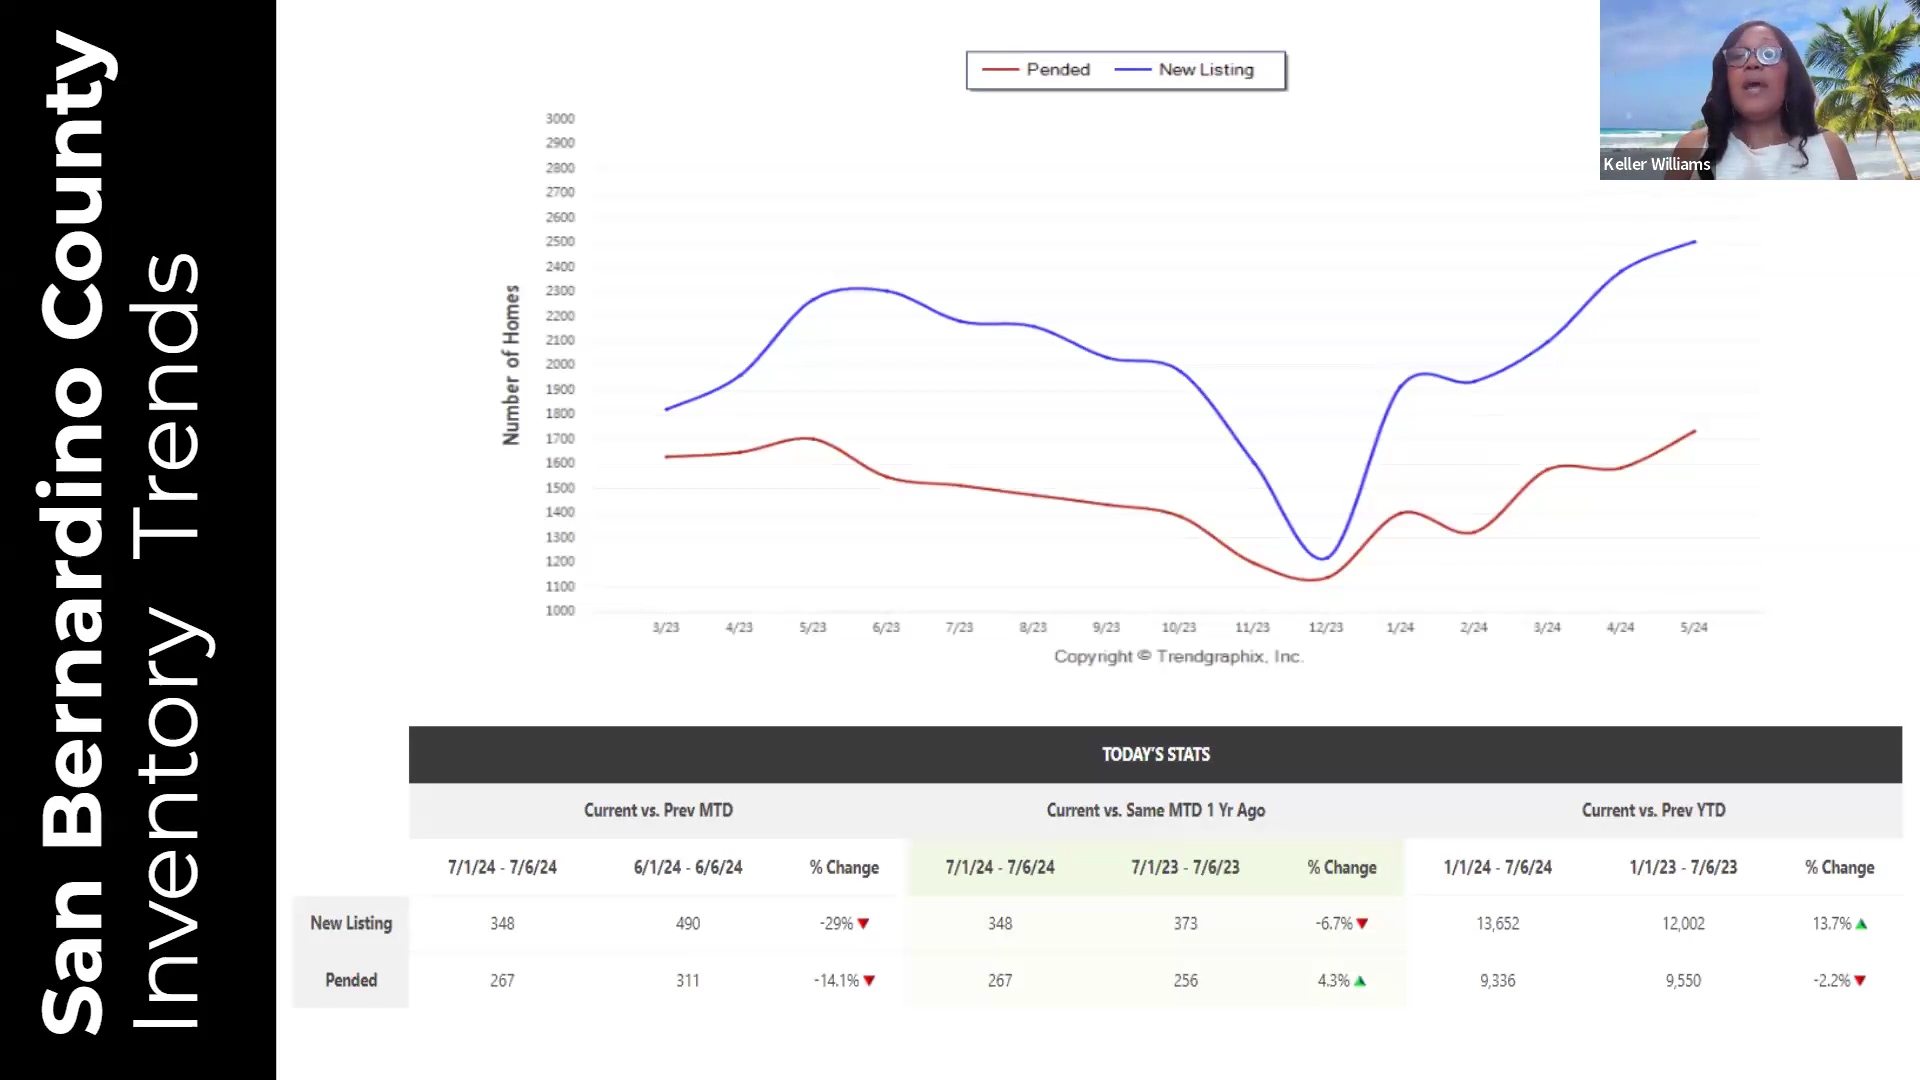 San Bernardino County
Inventory Trends
Pended New Listing
Keller Williams
3000
2900
2800
2700
2600
2500
2400
2300
2200
2100
2000
1900
1800
1700
1600
1500
1400
1300
1200
1100
1000
Number of Homes
3/23 4/23 5/23 6/23 7/23 8/23 9/23 10/23 11/23 12/23 1/24 2/24 3/24 4/24 5/24
Copyright © Trendgraphix, Inc.
TODAY'S STATS
Current vs. Prev MTD Current vs. Same MTD 1 Yr Ago Current vs. Prev YTD
7/1/24 - 7/6/24 6/1/24 - 6/6/24 % Change 7/1/24 - 7/6/24 7/1/23 - 7/6/23 % Change 1/1/24 - 7/6/24 1/1/23 - 7/6/23 % Change
New Listing 348 490 -29% 348 373 -6.7% 13,652 12,002 13.7%
Pended 267 311 -14.1% 267 256 4.3% 9,336 9,550 -2.2%